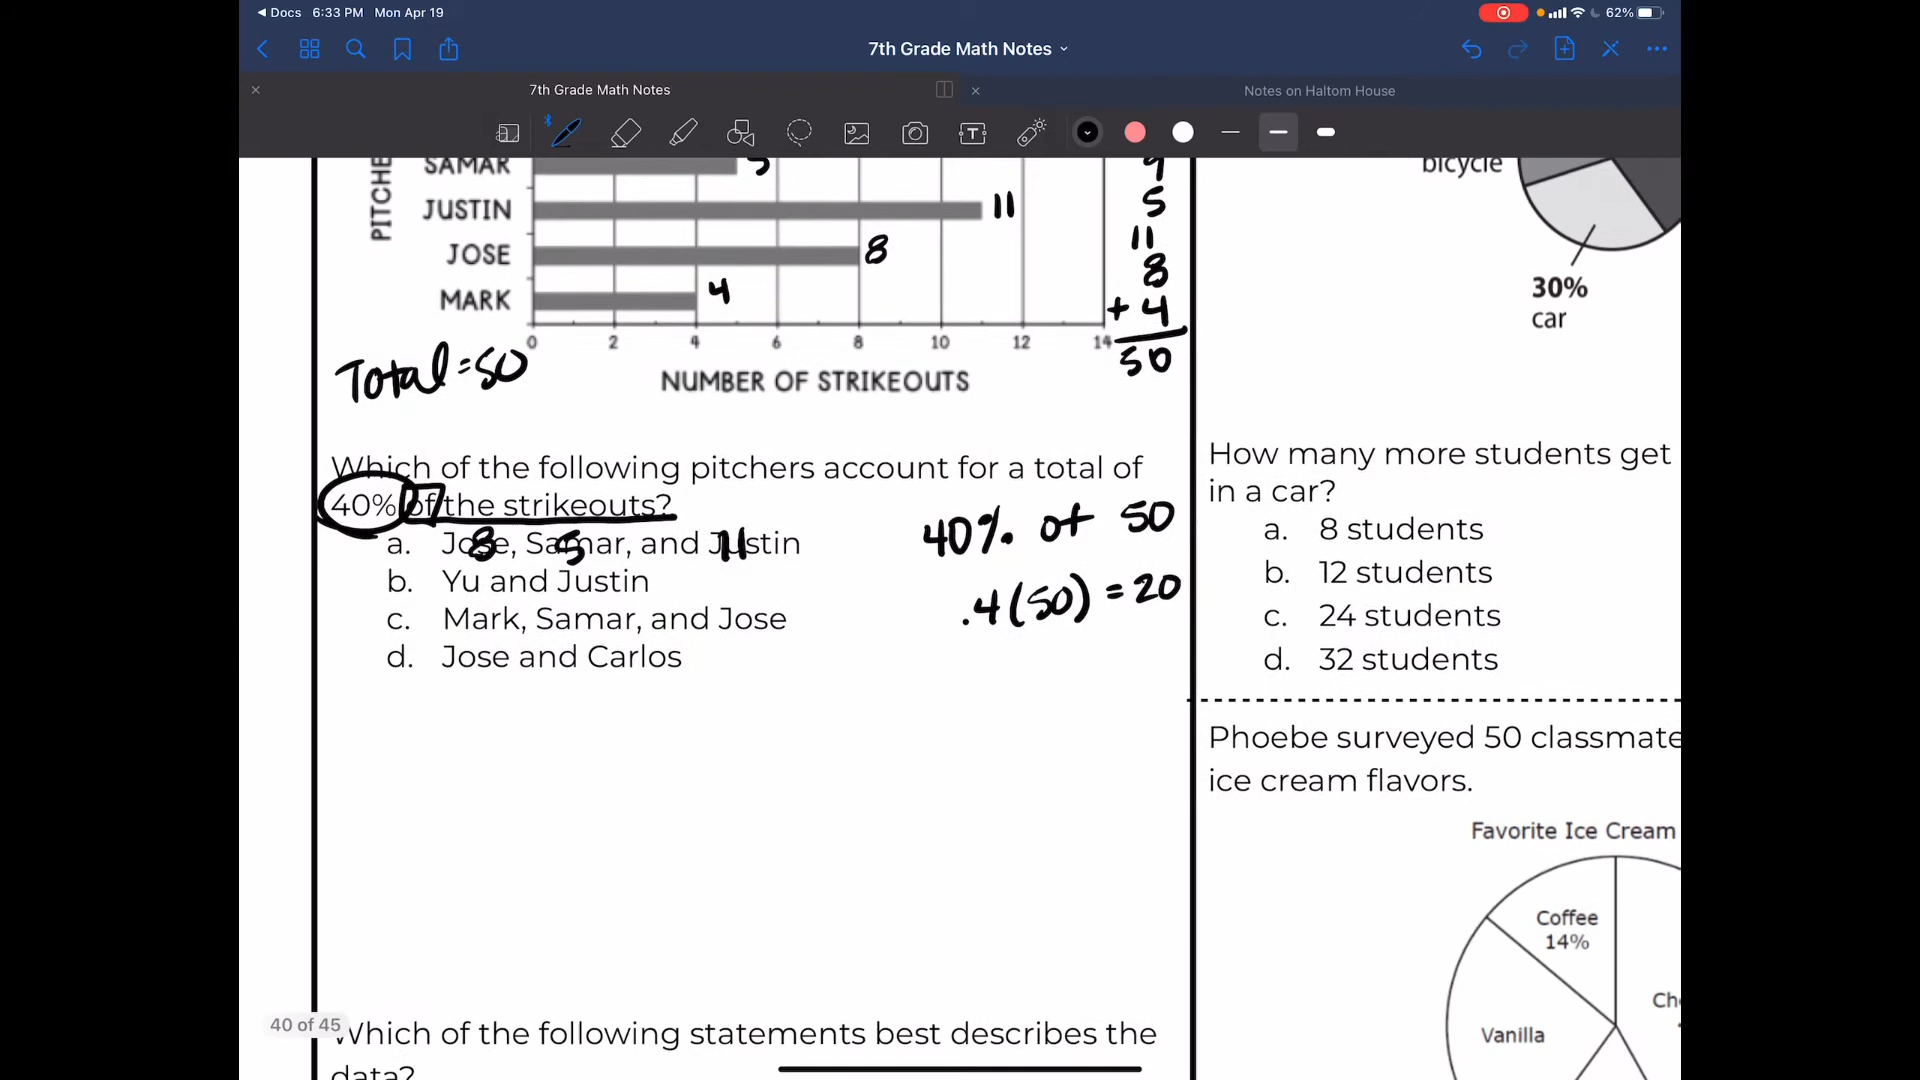 Docs 6:33 PM Mon Apr 19 62%
7th Grade Math Notes
7th Grade Math Notes
Notes on Haltom House
PITCHE
SAMAR 5
JUSTIN 11
JOSE 8
MARK 4
0 2 4 6 8 10 12 14
NUMBER OF STRIKEOUTS
9
5
11
8
+ 4
50
Total = 50
Which of the following pitchers account for a total of
40% of the strikeouts?
8 5 11
a. Jose, Samar, and Justin
b. Yu and Justin
c. Mark, Samar, and Jose
d. Jose and Carlos
40% of 50
.4(50) = 20
Which of the following statements best describes the
data?
40 of 45
bicycle
30%
car
How many more students get
in a car?
a. 8 students
b. 12 students
c. 24 students
d. 32 students
Phoebe surveyed 50 classmate
ice cream flavors.
Favorite Ice Cream
Coffee
14%
Ch
Vanilla